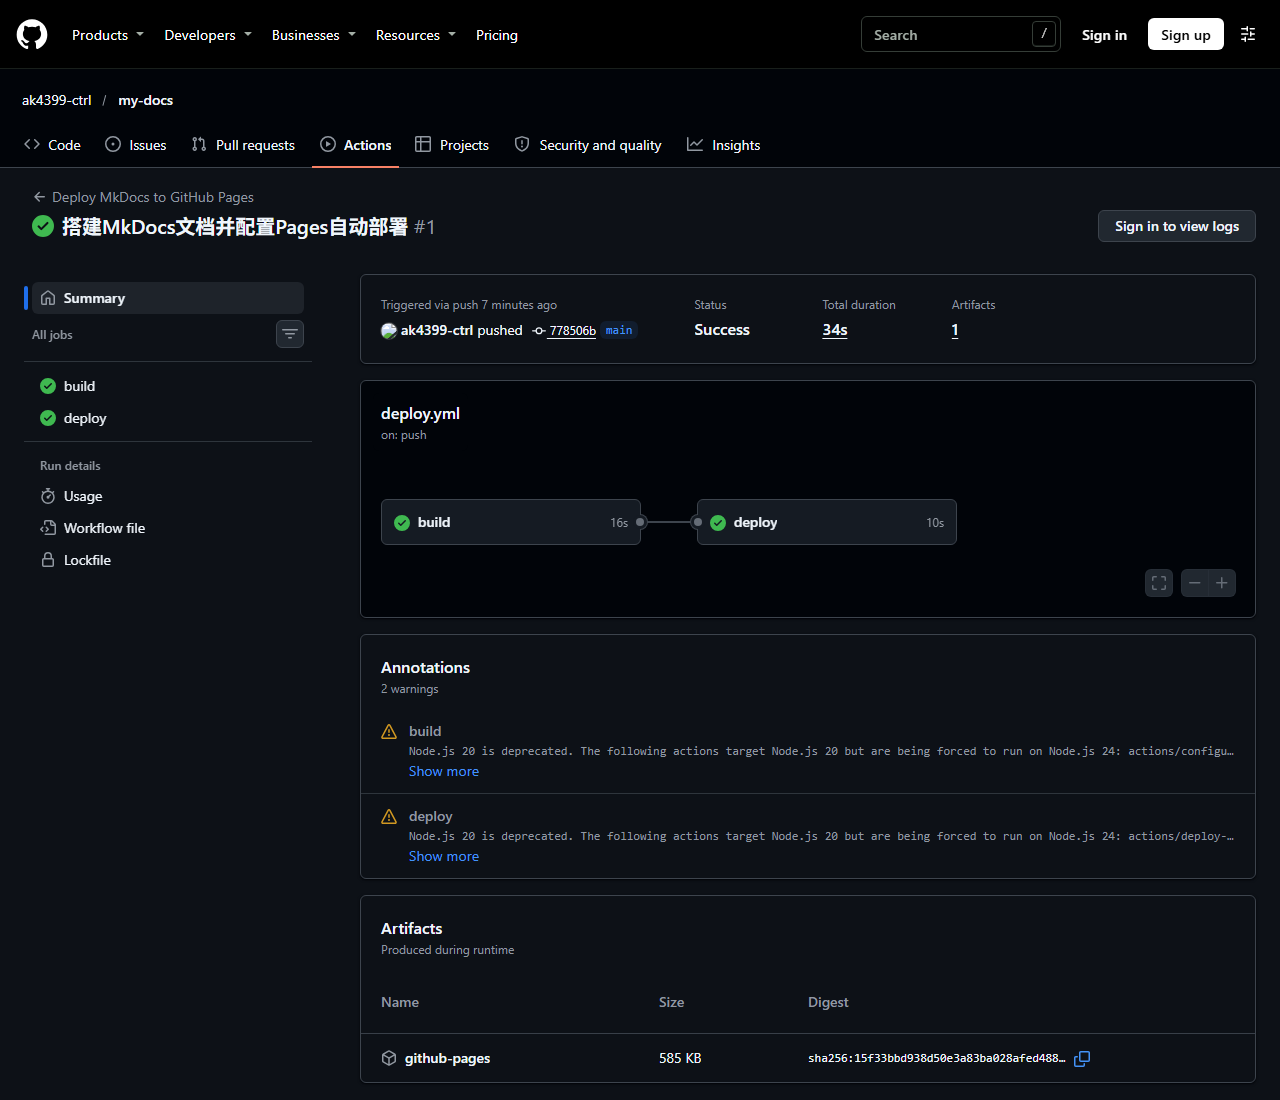 Products Developers Businesses Resources Pricing Search / Sign in Sign up
ak4399-ctrl / my-docs
Code Issues Pull requests Actions Projects Security and quality Insights
Deploy MkDocs to GitHub Pages
搭建MkDocs文档并配置Pages自动部署 #1
Sign in to view logs
Summary
All jobs
build
deploy
Run details
Usage
Workflow file
Lockfile
Triggered via push 7 minutes ago
ak4399-ctrl pushed 778506b main
Status
Success
Total duration
34s
Artifacts
1
deploy.yml
on: push
build 16s
deploy 10s
Annotations
2 warnings
build
Node.js 20 is deprecated. The following actions target Node.js 20 but are being forced to run on Node.js 24: actions/configu…
Show more
deploy
Node.js 20 is deprecated. The following actions target Node.js 20 but are being forced to run on Node.js 24: actions/deploy-…
Show more
Artifacts
Produced during runtime
Name Size Digest
github-pages 585 KB sha256:15f33bbd938d50e3a83ba028afed488…